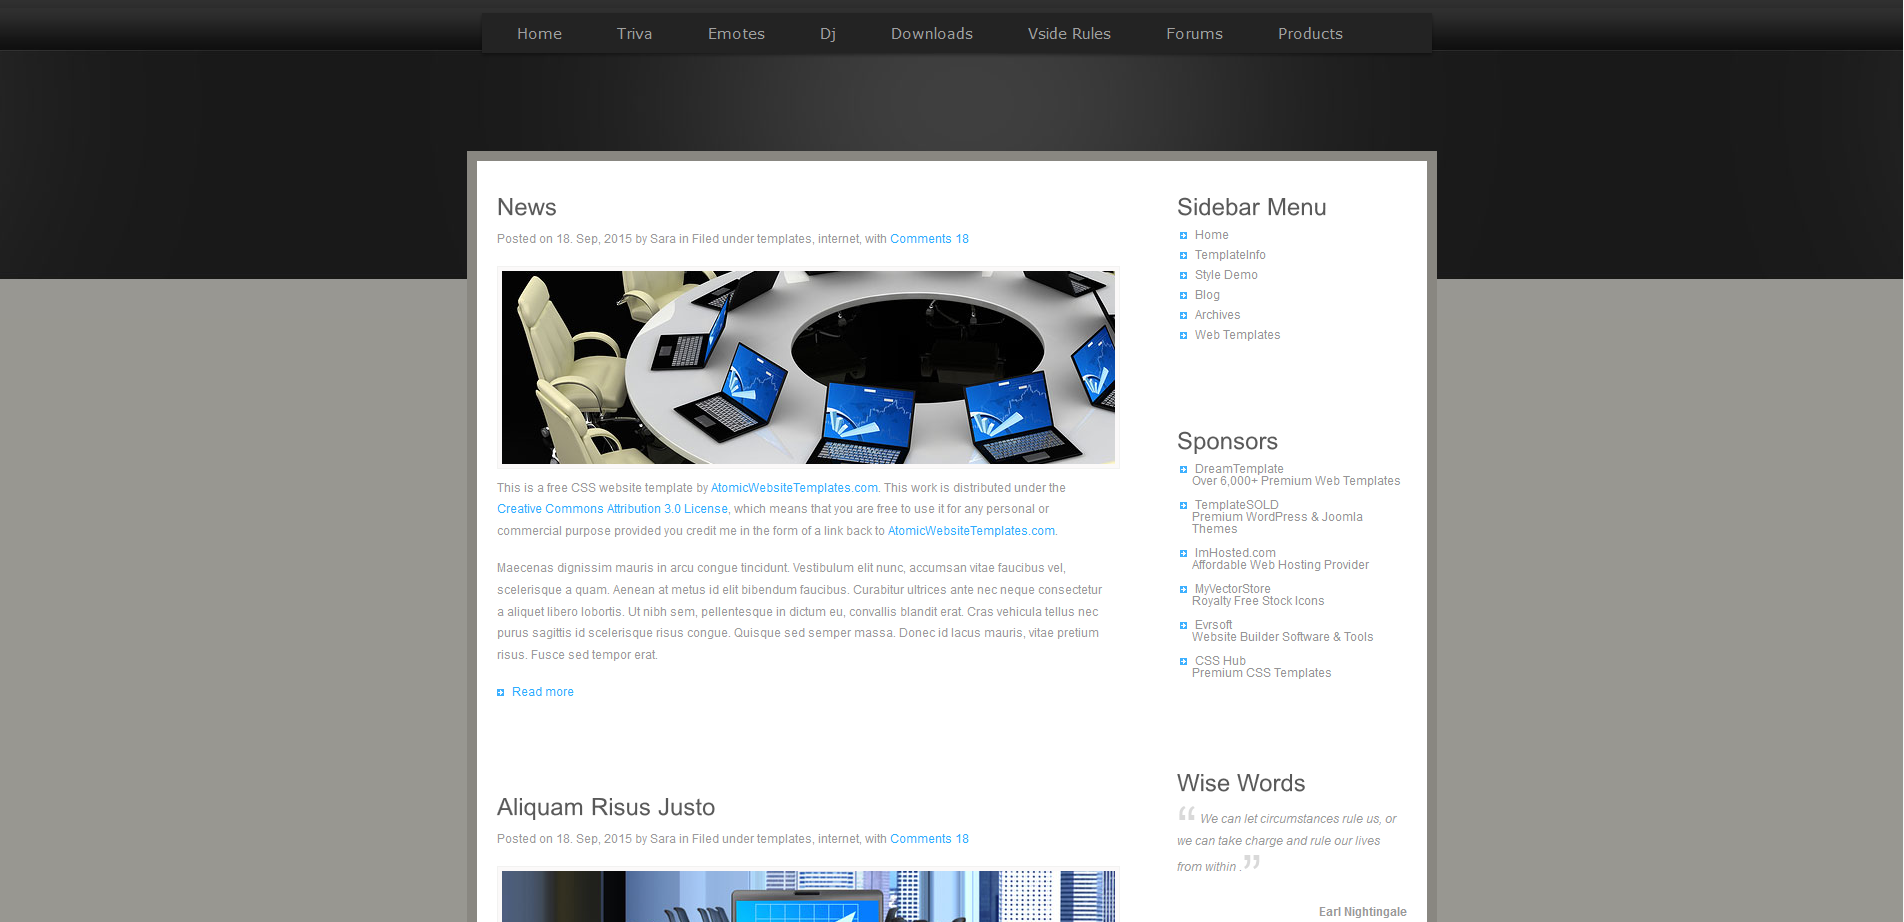 Home Triva Emotes Dj Downloads Vside Rules Forums Products
News
Posted on 18. Sep, 2015 by Sara in Filed under templates, internet, with Comments 18
This is a free CSS website template by AtomicWebsiteTemplates.com. This work is distributed under the
Creative Commons Attribution 3.0 License, which means that you are free to use it for any personal or
commercial purpose provided you credit me in the form of a link back to AtomicWebsiteTemplates.com.
Maecenas dignissim mauris in arcu congue tincidunt. Vestibulum elit nunc, accumsan vitae faucibus vel,
scelerisque a quam. Aenean at metus id elit bibendum faucibus. Curabitur ultrices ante nec neque consectetur
a aliquet libero lobortis. Ut nibh sem, pellentesque in dictum eu, convallis blandit erat. Cras vehicula tellus nec
purus sagittis id scelerisque risus congue. Quisque sed semper massa. Donec id lacus mauris, vitae pretium
risus. Fusce sed tempor erat.
Read more
Aliquam Risus Justo
Posted on 18. Sep, 2015 by Sara in Filed under templates, internet, with Comments 18
Sidebar Menu
Home
TemplateInfo
Style Demo
Blog
Archives
Web Templates
Sponsors
DreamTemplate
Over 6,000+ Premium Web Templates
TemplateSOLD
Premium WordPress & Joomla
Themes
ImHosted.com
Affordable Web Hosting Provider
MyVectorStore
Royalty Free Stock Icons
Evrsoft
Website Builder Software & Tools
CSS Hub
Premium CSS Templates
Wise Words
“ We can let circumstances rule us, or
we can take charge and rule our lives
from within .”
Earl Nightingale